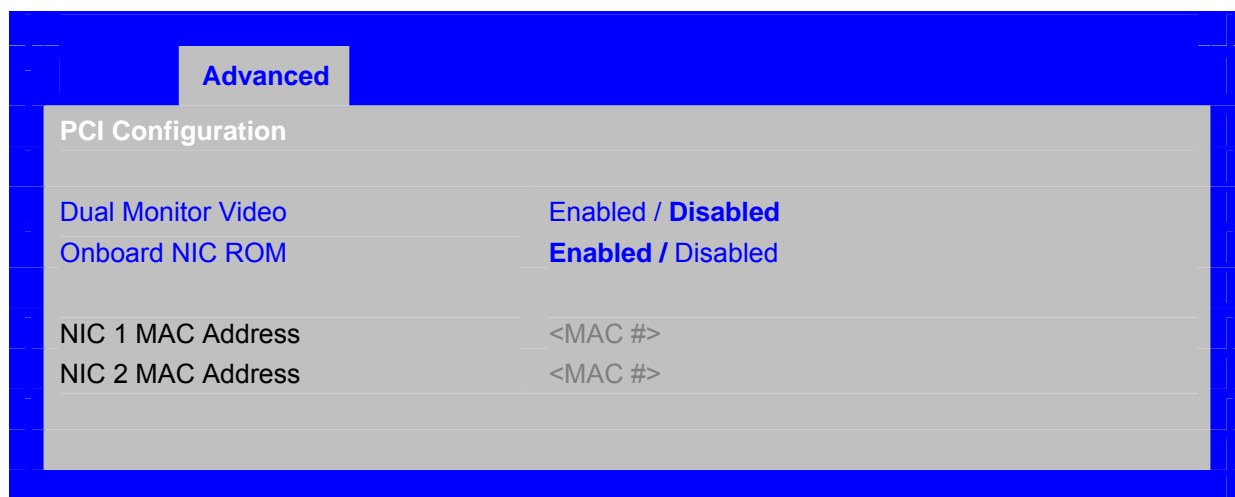 Advanced
PCI Configuration
Dual Monitor Video Enabled / Disabled
Onboard NIC ROM Enabled / Disabled
NIC 1 MAC Address <MAC #>
NIC 2 MAC Address <MAC #>